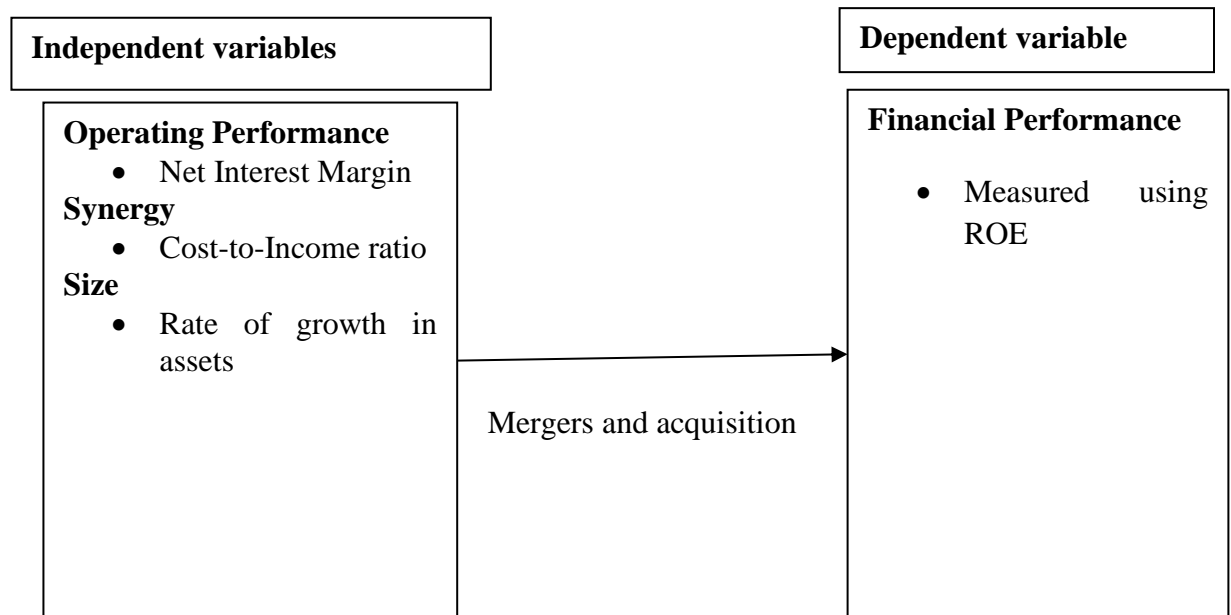 Independent variables
Operating Performance
• Net Interest Margin
Synergy
• Cost-to-Income ratio
Size
• Rate of growth in
assets
Mergers and acquisition
Dependent variable
Financial Performance
• Measured using
ROE